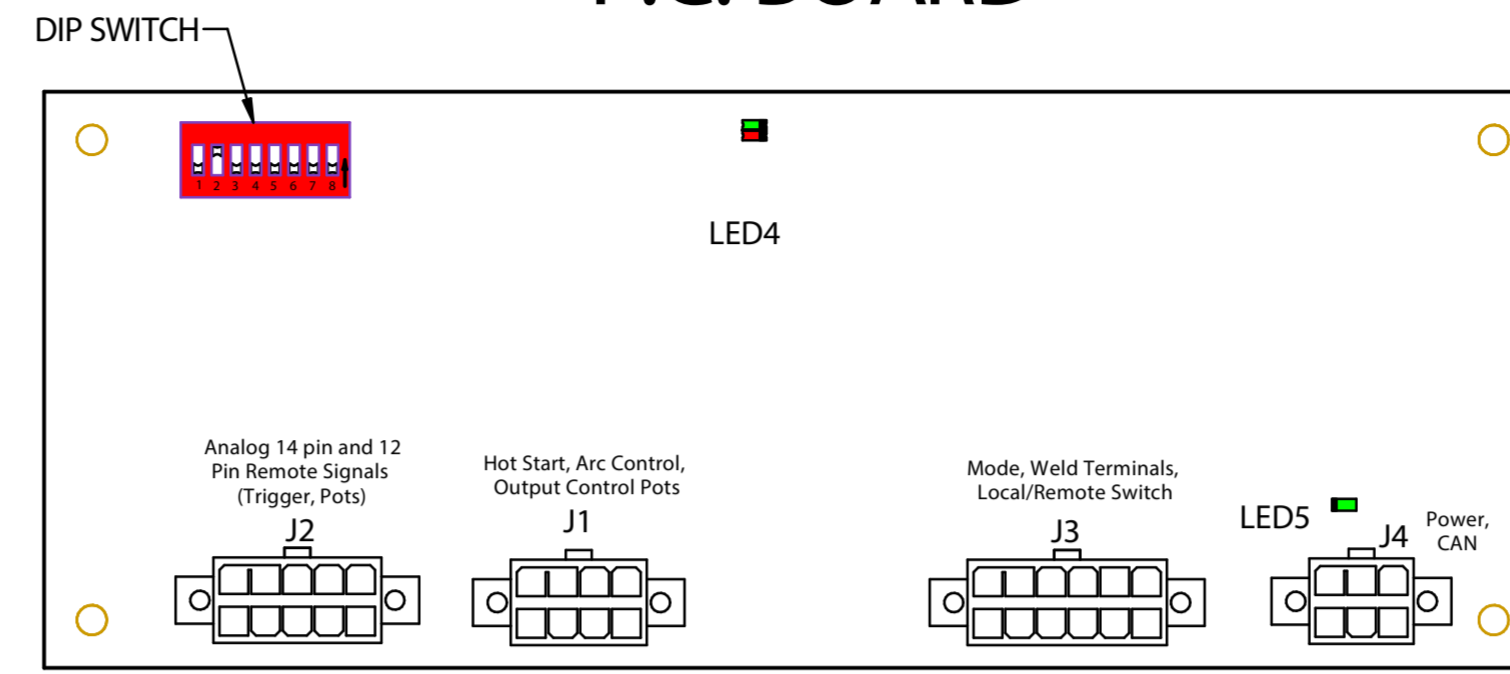 P.C. BOARD
DIP SWITCH
1 2 3 4 5 6 7 8
LED4
Analog 14 pin and 12
Pin Remote Signals
(Trigger, Pots)
J2
Hot Start, Arc Control,
Output Control Pots
J1
Mode, Weld Terminals,
Local/Remote Switch
J3
LED5
J4
Power,
CAN